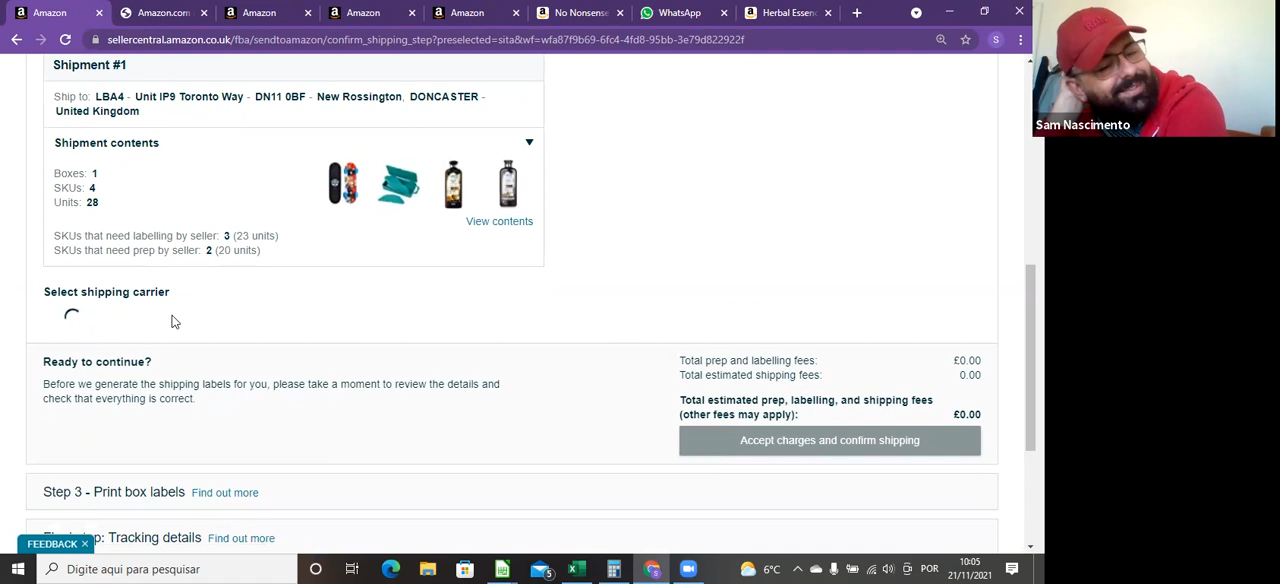 Amazon
Amazon.com
Amazon
Amazon
Amazon
No Nonsense
WhatsApp
Herbal Essenc
sellercentral.amazon.co.uk/fba/sendtoamazon/confirm_shipping_step?preselected=sita&wf=wfa87f9b69-6fc4-4fd8-95bb-3e79d822922f
S
Sam Nascimento
Shipment #1
Ship to: LBA4 - Unit IP9 Toronto Way - DN11 0BF - New Rossington, DONCASTER -
United Kingdom
Shipment contents
Boxes: 1
SKUs: 4
Units: 28
View contents
SKUs that need labelling by seller: 3 (23 units)
SKUs that need prep by seller: 2 (20 units)
Select shipping carrier
Ready to continue?
Before we generate the shipping labels for you, please take a moment to review the details and
check that everything is correct.
Total prep and labelling fees: £0.00
Total estimated shipping fees: 0.00
Total estimated prep, labelling, and shipping fees
(other fees may apply): £0.00
Accept charges and confirm shipping
Step 3 - Print box labels Find out more
Tracking details Find out more
FEEDBACK
Digite aqui para pesquisar
5
6°C
POR
10:05
21/11/2021